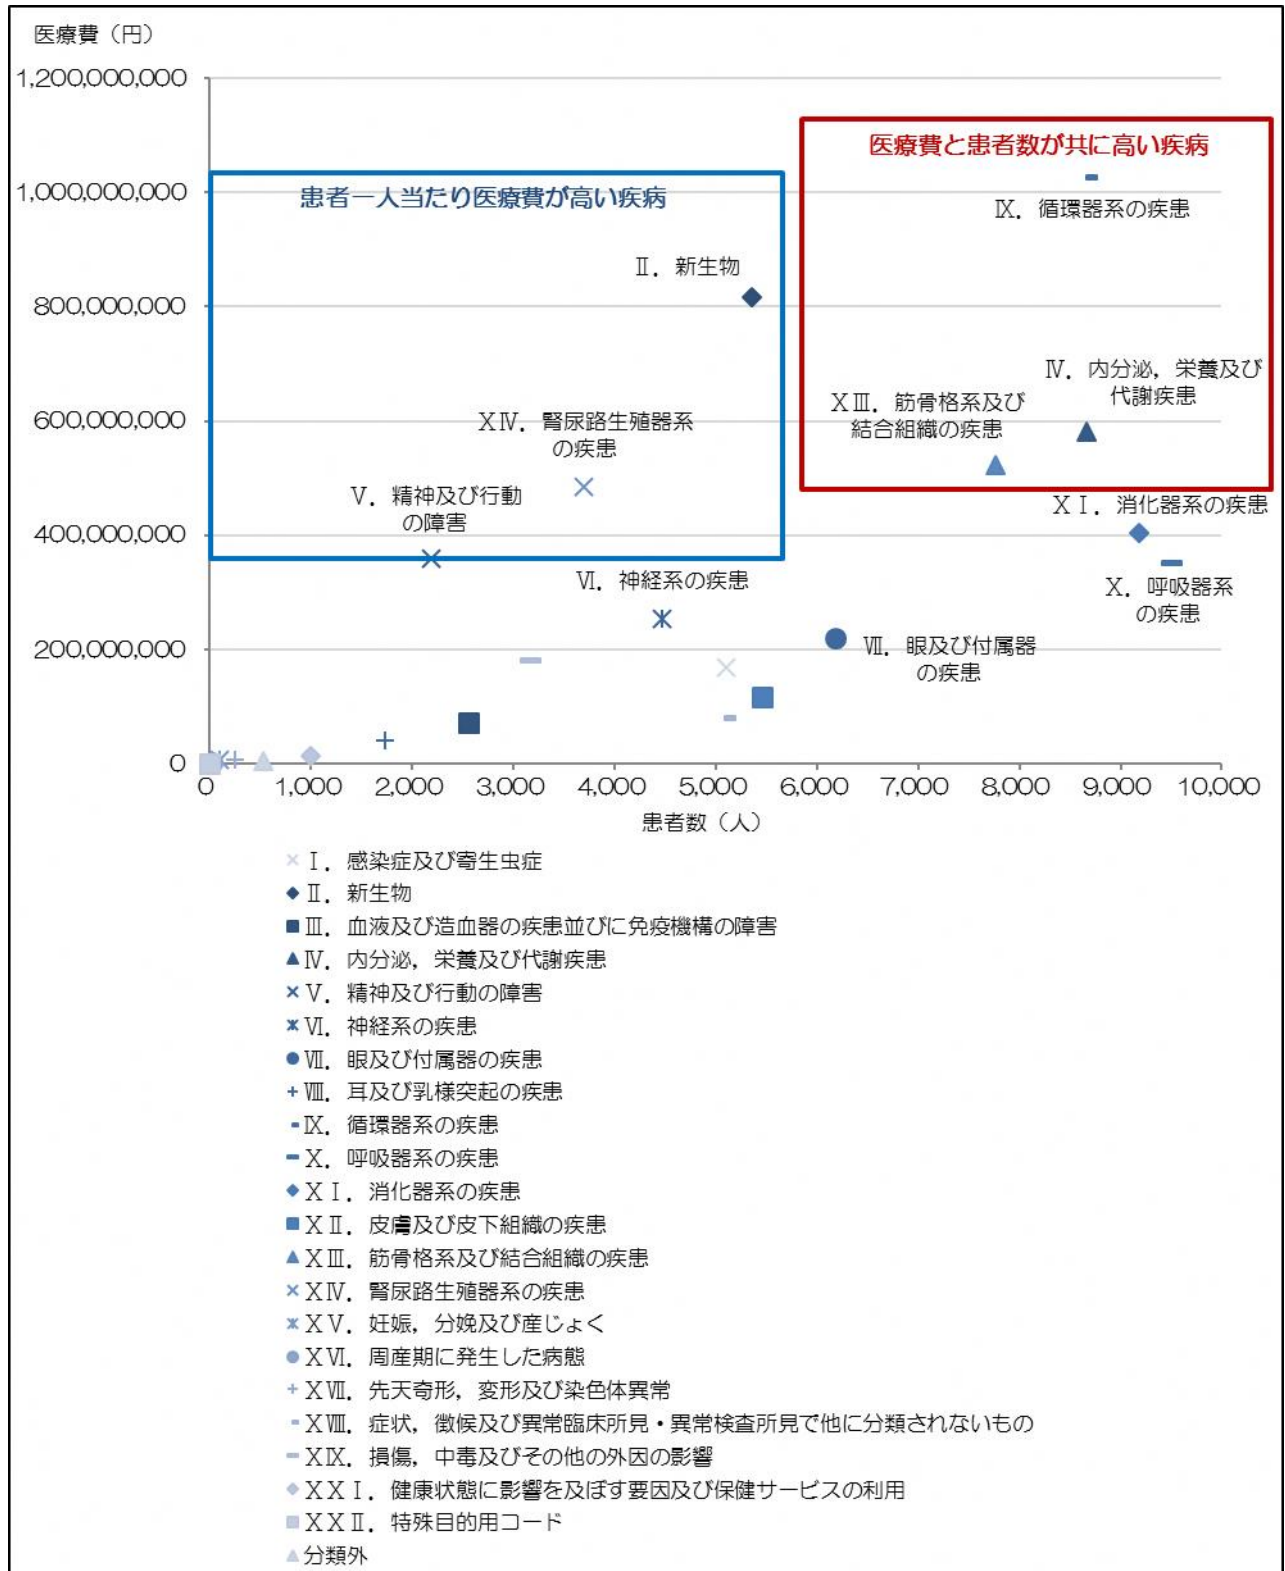 医療費（円）
1,200,000,000
医療費と患者数が共に高い疾病
1,000,000,000
患者一人当たり医療費が高い疾病
Ⅸ．循環器系の疾患
Ⅱ．新生物
800,000,000
Ⅳ．内分泌，栄養及び
代謝疾患
ⅩⅢ．筋骨格系及び
結合組織の疾患
600,000,000
ⅩⅣ．腎尿路生殖器系
の疾患
Ⅴ．精神及び行動
の障害
ⅩⅠ．消化器系の疾患
400,000,000
Ⅵ．神経系の疾患
Ⅹ．呼吸器系
の疾患
200,000,000
Ⅶ．眼及び付属器
の疾患
0
0 1,000 2,000 3,000 4,000 5,000 6,000 7,000 8,000 9,000 10,000
患者数（人）
Ⅰ．感染症及び寄生虫症
Ⅱ．新生物
Ⅲ．血液及び造血器の疾患並びに免疫機構の障害
Ⅳ．内分泌，栄養及び代謝疾患
Ⅴ．精神及び行動の障害
Ⅵ．神経系の疾患
Ⅶ．眼及び付属器の疾患
Ⅷ．耳及び乳様突起の疾患
Ⅸ．循環器系の疾患
Ⅹ．呼吸器系の疾患
ⅩⅠ．消化器系の疾患
ⅩⅡ．皮膚及び皮下組織の疾患
ⅩⅢ．筋骨格系及び結合組織の疾患
ⅩⅣ．腎尿路生殖器系の疾患
ⅩⅤ．妊娠，分娩及び産じょく
ⅩⅥ．周産期に発生した病態
ⅩⅦ．先天奇形，変形及び染色体異常
ⅩⅧ．症状，徴候及び異常臨床所見・異常検査所見で他に分類されないもの
ⅩⅨ．損傷，中毒及びその他の外因の影響
ⅩⅩⅠ．健康状態に影響を及ぼす要因及び保健サービスの利用
ⅩⅩⅡ．特殊目的用コード
分類外